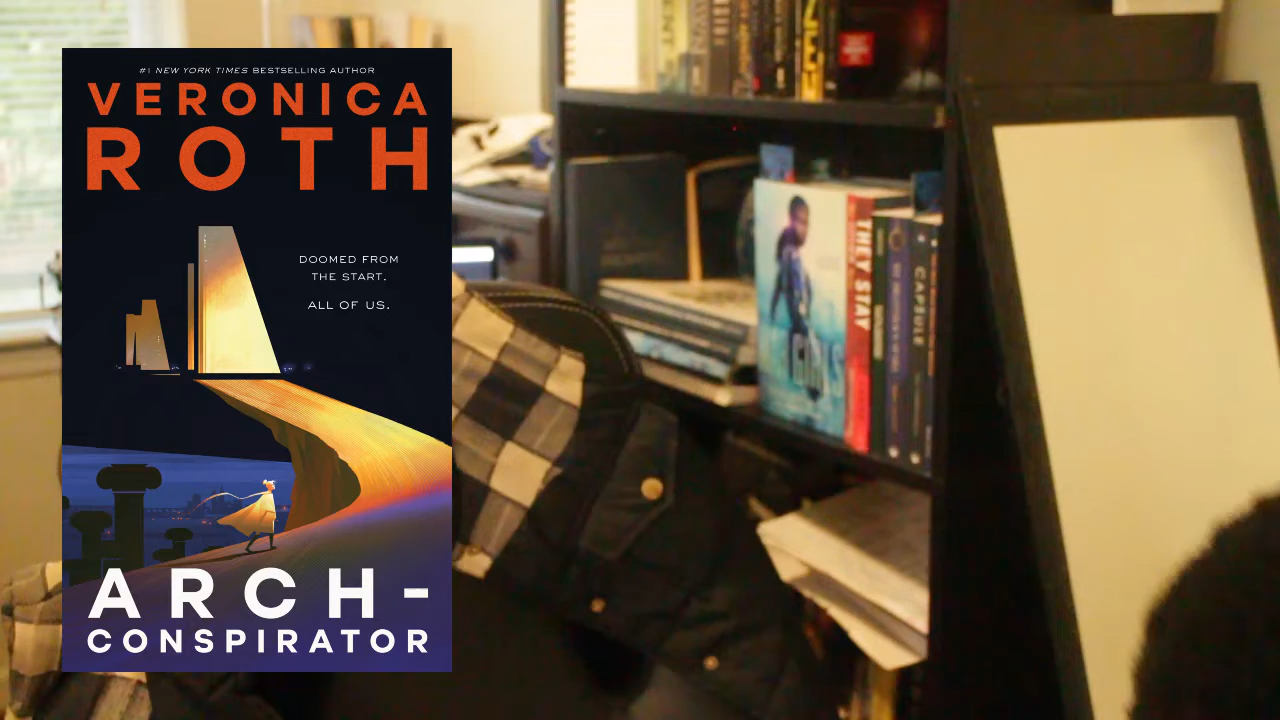 #1 NEW YORK TIMES BESTSELLING AUTHOR
VERONICA
ROTH
DOOMED FROM
THE START.
ALL OF US.
ARCH-
CONSPIRATOR
THEY STAY
CAPSULE